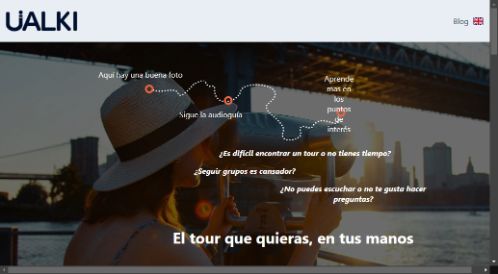 UALKI
Blog
Aquí hay una buena foto
Sigue la audioguía
Aprende
mas en
los
puntos
de
interés
¿Es difícil encontrar un tour o no tienes tiempo?
¿Seguir grupos es cansador?
¿No puedes escuchar o no te gusta hacer
preguntas?
El tour que quieras, en tus manos